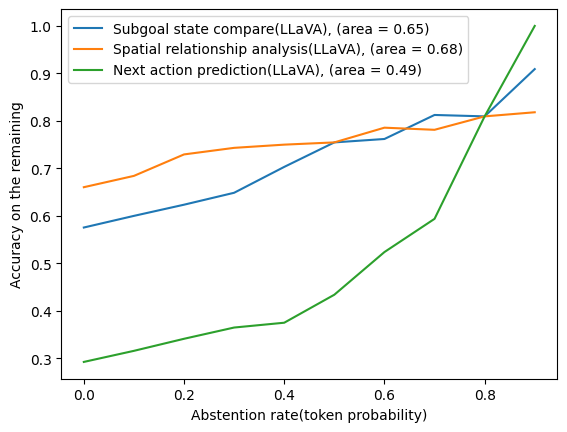 Subgoal state compare(LLaVA), (area = 0.65)
Spatial relationship analysis(LLaVA), (area = 0.68)
Next action prediction(LLaVA), (area = 0.49)
Accuracy on the remaining
1.0
0.9
0.8
0.7
0.6
0.5
0.4
0.3
0.0 0.2 0.4 0.6 0.8
Abstention rate(token probability)